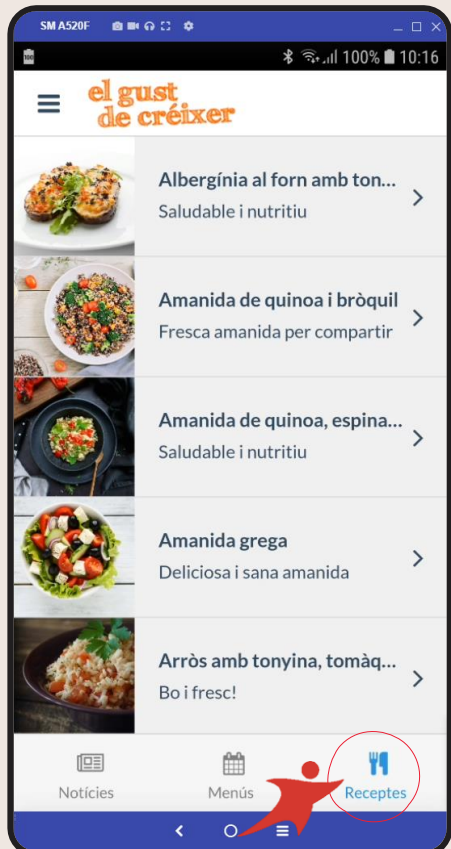 SM A520F
100 100% 10:16
el gust
de créixer
Albergínia al forn amb ton...
Saludable i nutritiu
Amanida de quinoa i bròquil
Fresca amanida per compartir
Amanida de quinoa, espina...
Saludable i nutritiu
Amanida grega
Deliciosa i sana amanida
Arròs amb tonyina, tomàq...
Bo i fresc!
Notícies Menús Receptes